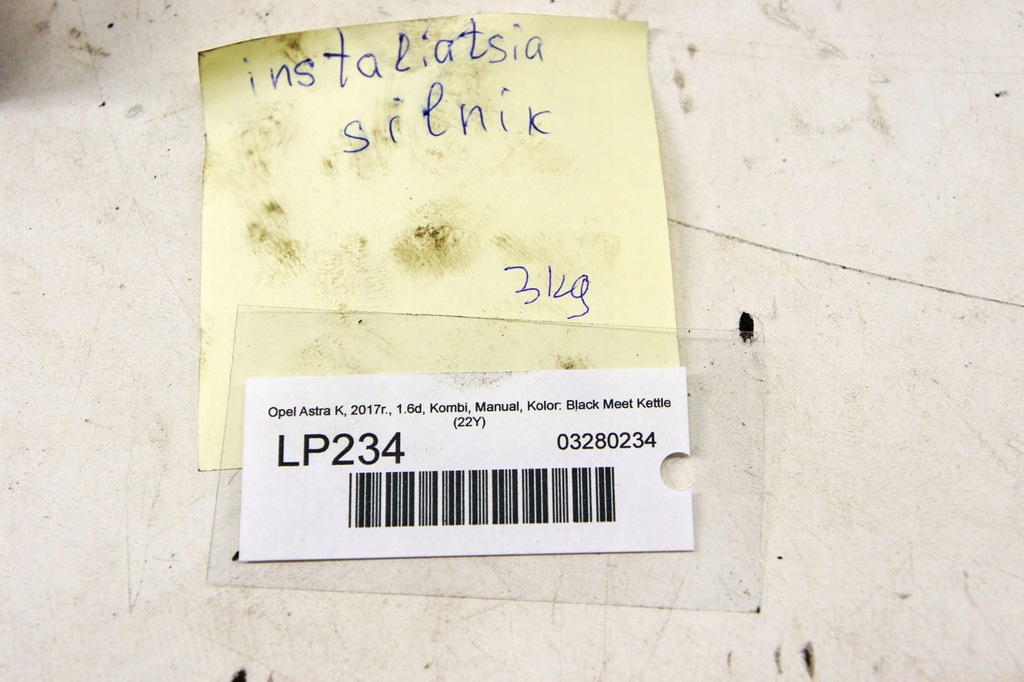 instaliatsia
silnik
3kg
Opel Astra K, 2017r., 1.6d, Kombi, Manual, Kolor: Black Meet Kettle
(22Y)
LP234 03280234